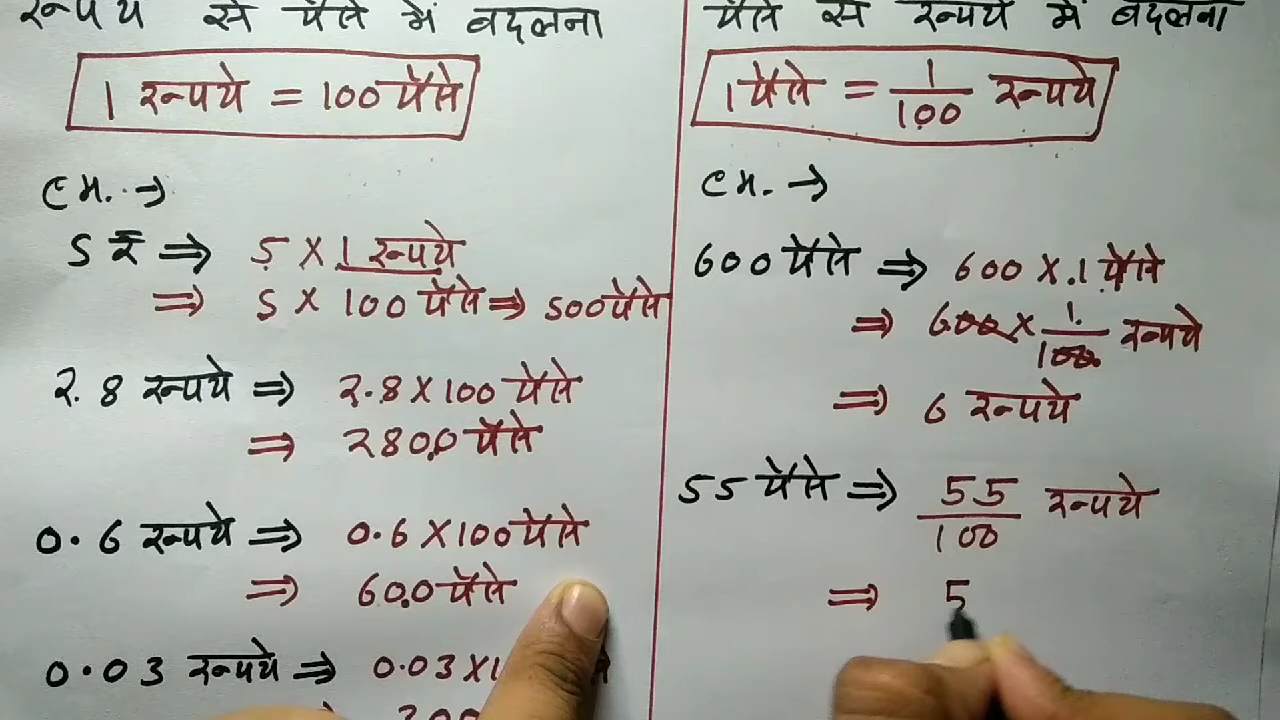 रूपये से पैसे में बदलना
1 रूपये = 100 पैसे
Ex. →
5 ₹ ⇒ 5 × 1 रूपये
⇒ 5 × 100 पैसे ⇒ 500 पैसे
2.8 रूपये ⇒ 2.8 × 100 पैसे
⇒ 280.0 पैसे
0.6 रूपये ⇒ 0.6 × 100 पैसे
⇒ 60.0 पैसे
0.03 रूपये ⇒ 0.03 × 1
पैसे से रूपये में बदलना
1 पैसे = 1/100 रूपये
Ex. →
600 पैसे ⇒ 600 × 1 पैसे
⇒ 600 × 1/100 रूपये
⇒ 6 रूपये
55 पैसे ⇒ 55/100 रूपये
⇒ 5